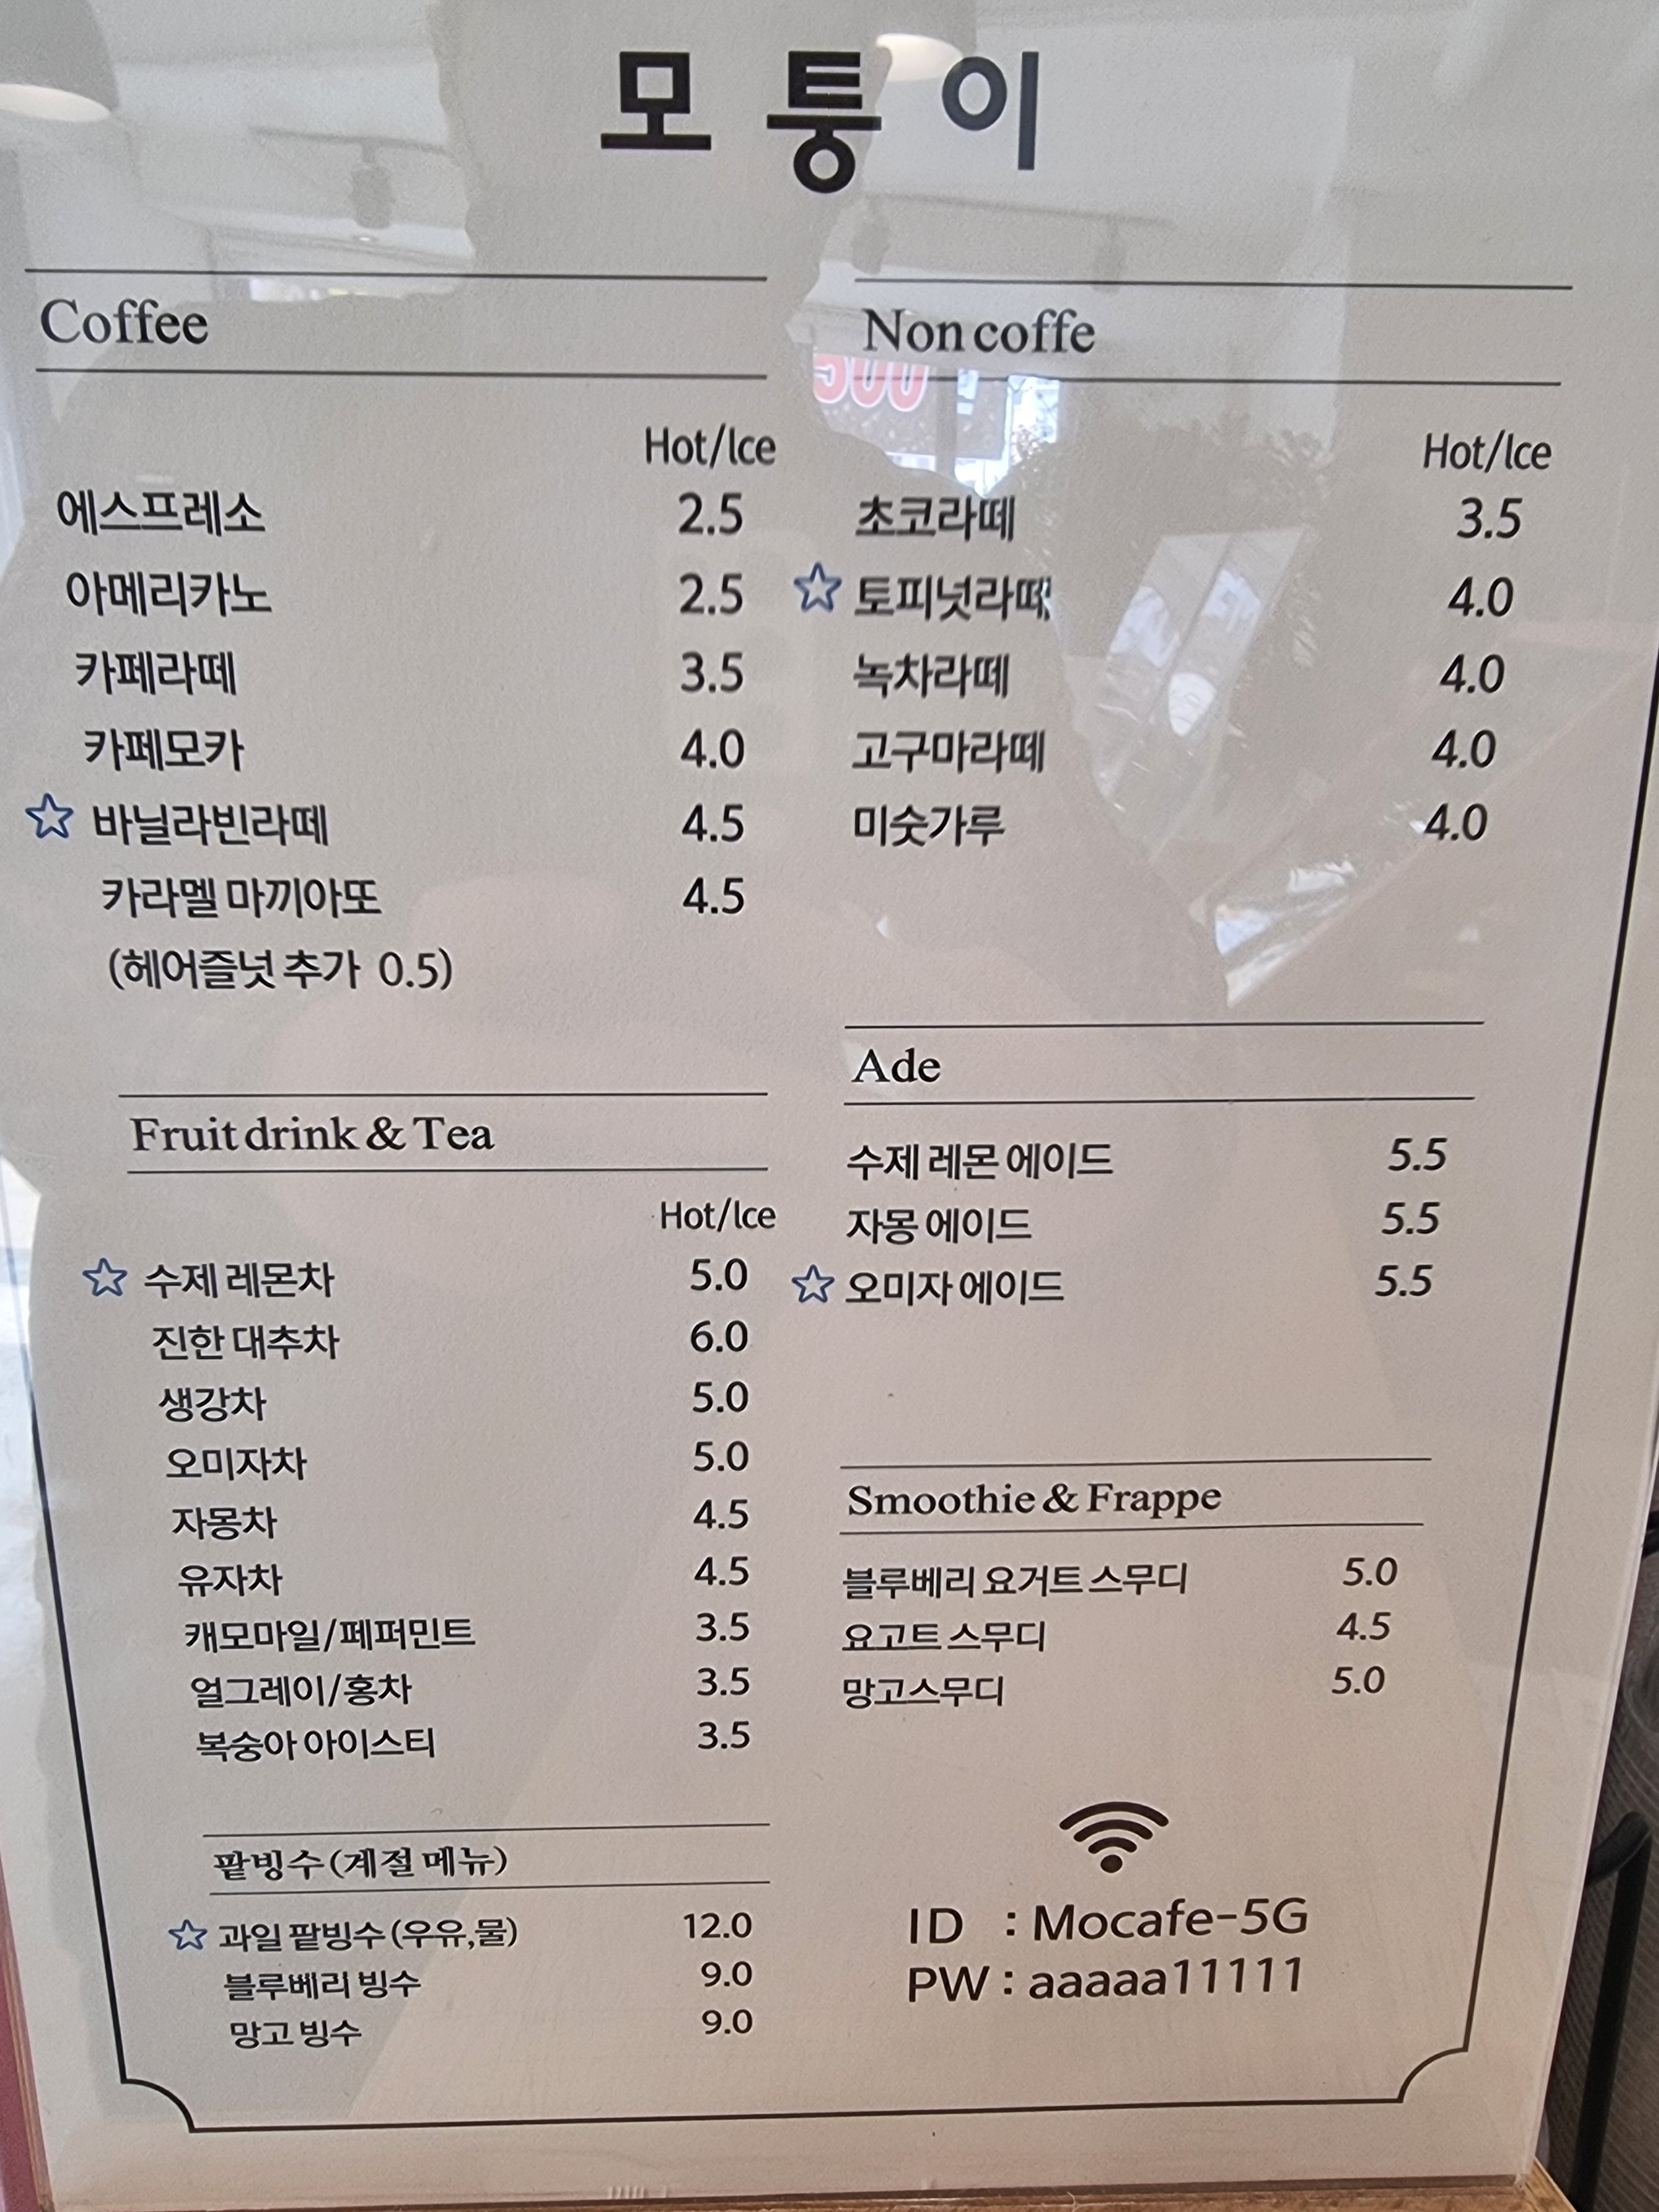 모퉁이
Coffee
Hot/Ice
에스프레소 2.5
아메리카노 2.5
카페라떼 3.5
카페모카 4.0
☆ 바닐라빈라떼 4.5
카라멜 마끼아또 4.5
(헤어즐넛 추가 0.5)
Fruit drink & Tea
Hot/Ice
☆ 수제 레몬차 5.0
진한 대추차 6.0
생강차 5.0
오미자차 5.0
자몽차 4.5
유자차 4.5
캐모마일/페퍼민트 3.5
얼그레이/홍차 3.5
복숭아 아이스티 3.5
팥빙수(계절 메뉴)
☆ 과일 팥빙수(우유,물) 12.0
블루베리 빙수 9.0
망고 빙수 9.0
Non coffe
Hot/Ice
초코라떼 3.5
☆ 토피넛라떼 4.0
녹차라떼 4.0
고구마라떼 4.0
미숫가루 4.0
Ade
수제 레몬 에이드 5.5
자몽 에이드 5.5
☆ 오미자 에이드 5.5
Smoothie & Frappe
블루베리 요거트 스무디 5.0
요고트 스무디 4.5
망고스무디 5.0
ID : Mocafe-5G
PW : aaaaa11111
500